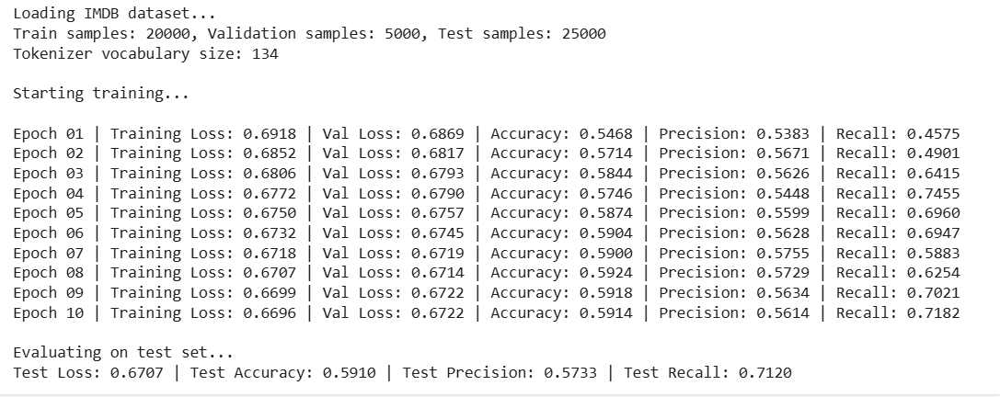 Loading IMDB dataset...
Train samples: 20000, Validation samples: 5000, Test samples: 25000
Tokenizer vocabulary size: 134
Starting training...
Epoch 01 | Training Loss: 0.6918 | Val Loss: 0.6869 | Accuracy: 0.5468 | Precision: 0.5383 | Recall: 0.4575
Epoch 02 | Training Loss: 0.6852 | Val Loss: 0.6817 | Accuracy: 0.5714 | Precision: 0.5671 | Recall: 0.4901
Epoch 03 | Training Loss: 0.6806 | Val Loss: 0.6793 | Accuracy: 0.5844 | Precision: 0.5626 | Recall: 0.6415
Epoch 04 | Training Loss: 0.6772 | Val Loss: 0.6790 | Accuracy: 0.5746 | Precision: 0.5448 | Recall: 0.7455
Epoch 05 | Training Loss: 0.6750 | Val Loss: 0.6757 | Accuracy: 0.5874 | Precision: 0.5599 | Recall: 0.6960
Epoch 06 | Training Loss: 0.6732 | Val Loss: 0.6745 | Accuracy: 0.5904 | Precision: 0.5628 | Recall: 0.6947
Epoch 07 | Training Loss: 0.6718 | Val Loss: 0.6719 | Accuracy: 0.5900 | Precision: 0.5755 | Recall: 0.5883
Epoch 08 | Training Loss: 0.6707 | Val Loss: 0.6714 | Accuracy: 0.5924 | Precision: 0.5729 | Recall: 0.6254
Epoch 09 | Training Loss: 0.6699 | Val Loss: 0.6722 | Accuracy: 0.5918 | Precision: 0.5634 | Recall: 0.7021
Epoch 10 | Training Loss: 0.6696 | Val Loss: 0.6722 | Accuracy: 0.5914 | Precision: 0.5614 | Recall: 0.7182
Evaluating on test set...
Test Loss: 0.6707 | Test Accuracy: 0.5910 | Test Precision: 0.5733 | Test Recall: 0.7120